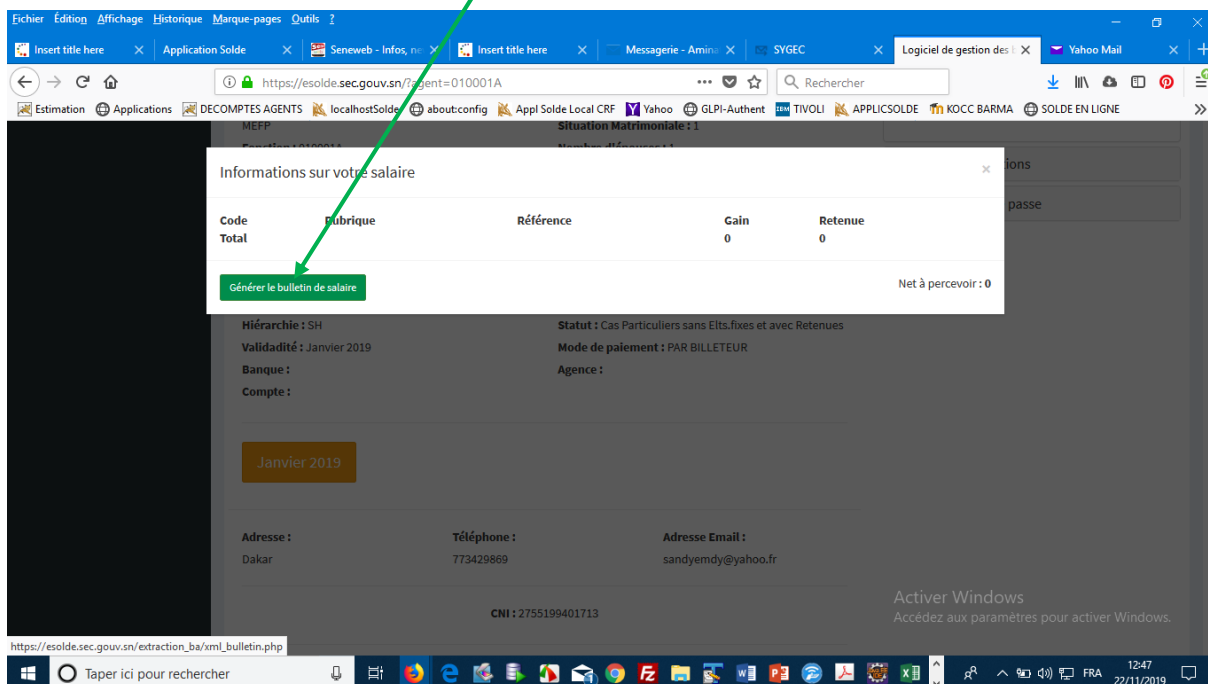 Fichier Édition Affichage Historique Marque-pages Outils ?
Insert title here Application Solde Seneweb - Infos, ne Insert title here Messagerie - Amina SYGEC Logiciel de gestion des b Yahoo Mail
https://esolde.sec.gouv.sn/?agent=010001A Rechercher
Estimation Applications DECOMPTES AGENTS localhostSolde about:config Appl Solde Local CRF Yahoo GLPI-Authent TIVOLI APPLICSOLDE KOCC BARMA SOLDE EN LIGNE
MEFP Situation Matrimoniale : 1
Informations sur votre salaire × ions
passe
Code Rubrique Référence Gain Retenue
Total 0 0
Générer le bulletin de salaire Net à percevoir : 0
Hiérarchie : SH Statut : Cas Particuliers sans Elts.fixes et avec Retenues
Validadité : Janvier 2019 Mode de paiement : PAR BILLETEUR
Banque : Agence :
Compte :
Janvier 2019
Adresse : Téléphone : Adresse Email :
Dakar 773429869 sandyemdy@yahoo.fr
CNI : 2755199401713
Activer Windows
Accédez aux paramètres pour activer Windows.
https://esolde.sec.gouv.sn/extraction_ba/xml_bulletin.php
Taper ici pour rechercher FRA 12:47
22/11/2019